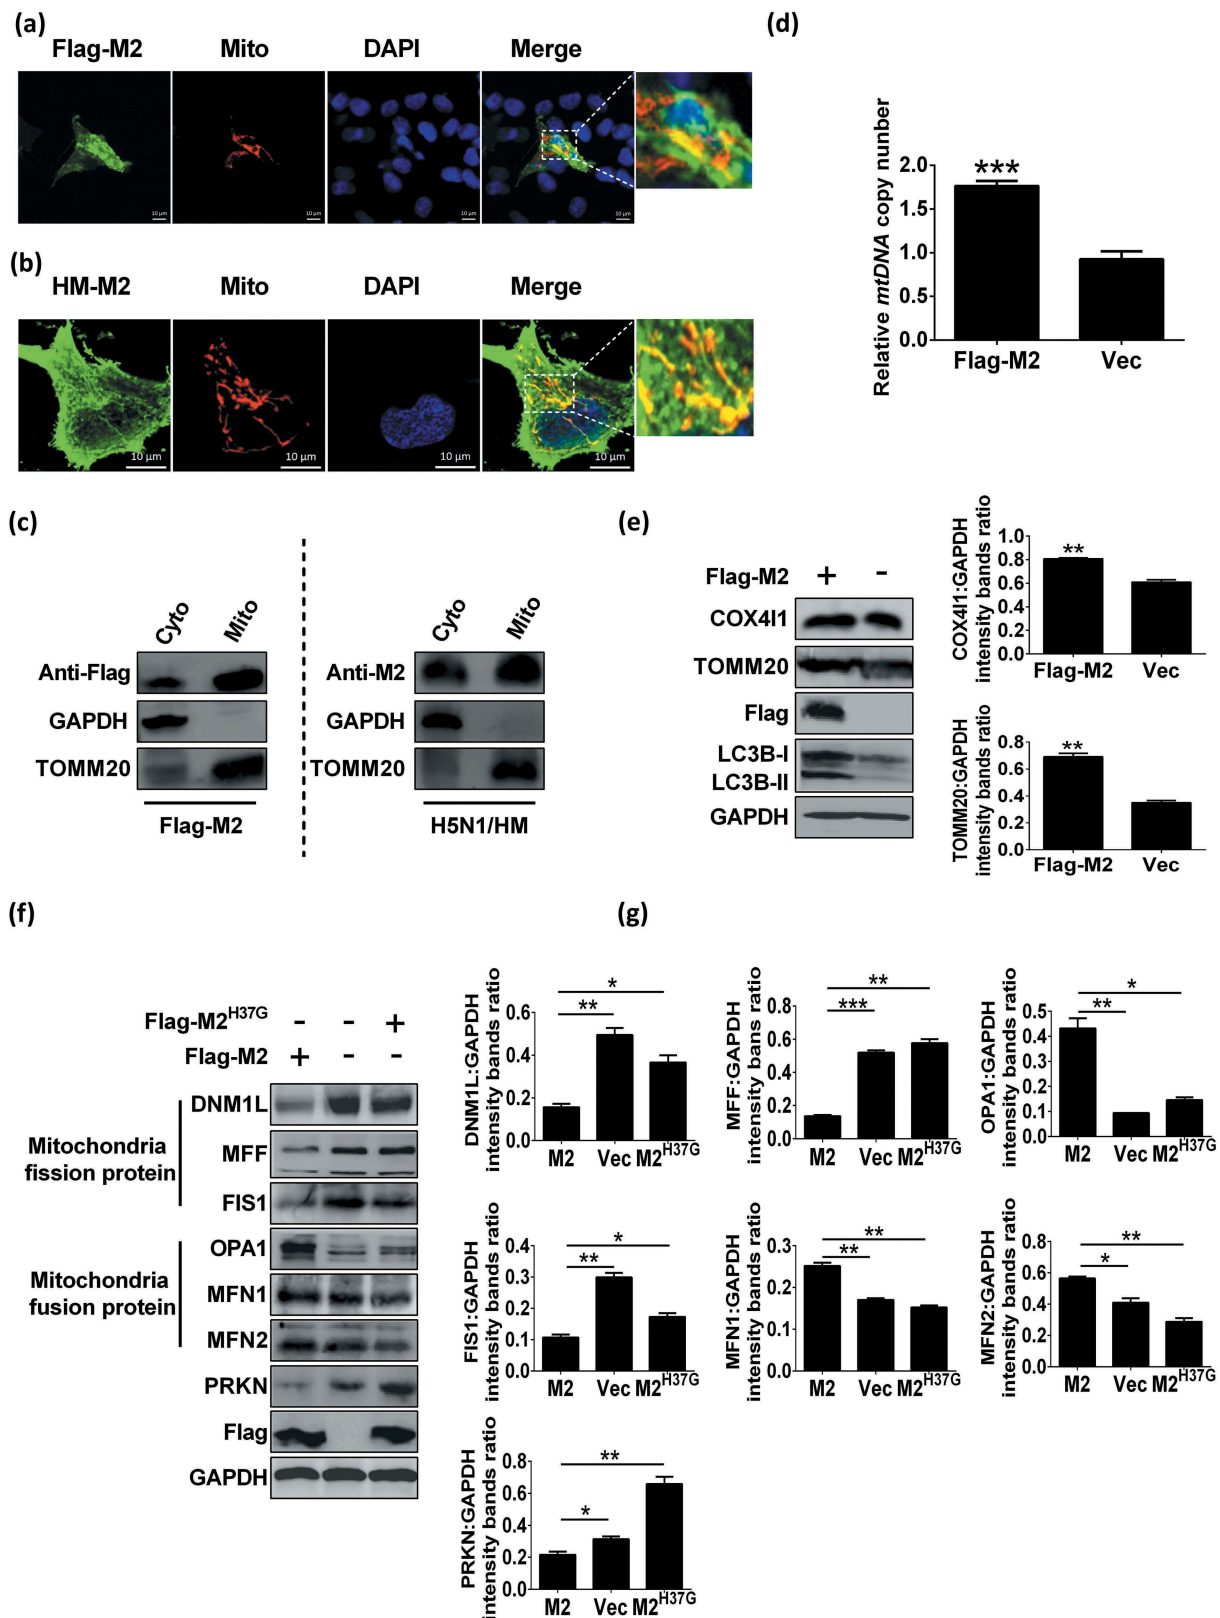 (a)
Flag-M2 Mito DAPI Merge
10 µm 10 µm 10 µm 10 µm
(b)
HM-M2 Mito DAPI Merge
10 µm 10 µm 10 µm 10 µm
(c)
Cyto Mito
Anti-Flag
GAPDH
TOMM20
Flag-M2
Cyto Mito
Anti-M2
GAPDH
TOMM20
H5N1/HM
(d)
Relative mtDNA copy nunber
2.0
1.5
1.0
0.5
0.0
***
Flag-M2 Vec
(e)
Flag-M2 + -
COX4I1
TOMM20
Flag
LC3B-I
LC3B-II
GAPDH
COX4I1:GAPDH
intensity bands ratio
1.0
0.8
0.6
0.4
0.2
0.0
**
Flag-M2 Vec
TOMM20:GAPDH
intensity bands ratio
0.8
0.6
0.4
0.2
0.0
**
Flag-M2 Vec
(f)
Flag-M2H37G - - +
Flag-M2 + - -
Mitochondria
fission protein
DNM1L
MFF
FIS1
Mitochondria
fusion protein
OPA1
MFN1
MFN2
PRKN
Flag
GAPDH
(g)
DNM1L:GAPDH
intensity bands ratio
0.6
0.4
0.2
0.0
*
**
M2 Vec M2H37G
MFF:GAPDH
intensity bans ratio
0.8
0.6
0.4
0.2
0.0
**
***
M2 Vec M2H37G
OPA1:GAPDH
intensity bands ratio
0.5
0.4
0.3
0.2
0.1
0.0
*
**
M2 Vec M2H37G
FIS1:GAPDH
intensity bands ratio
0.4
0.3
0.2
0.1
0.0
*
**
M2 Vec M2H37G
MFN1:GAPDH
intensity bands ratio
0.3
0.2
0.1
0.0
**
**
M2 Vec M2H37G
MFN2:GAPDH
intensity bands ratio
0.8
0.6
0.4
0.2
0.0
**
*
M2 Vec M2H37G
PRKN:GAPDH
intensity bands ratio
0.8
0.6
0.4
0.2
0.0
**
*
M2 Vec M2H37G